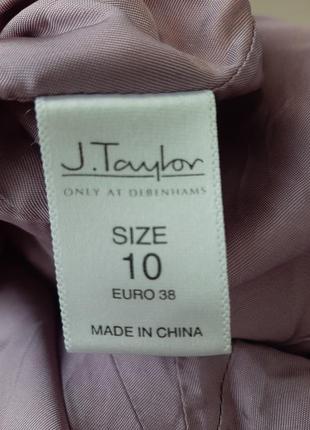 J.Taylor
ONLY AT DEBENHAMS
SIZE
10
EURO 38
MADE IN CHINA